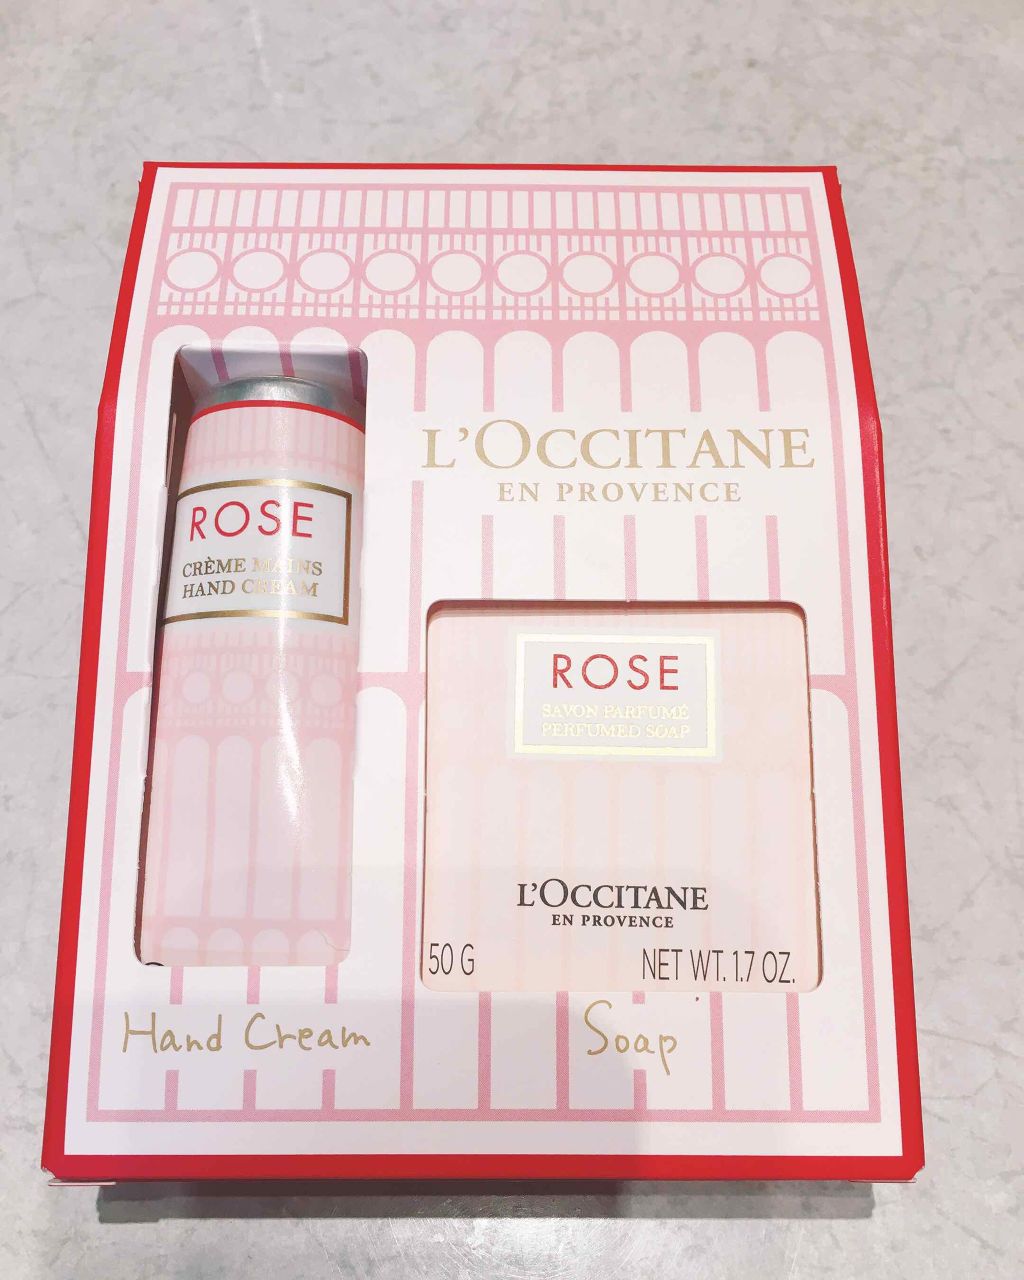 L'OCCITANE
EN PROVENCE
ROSE
CRÈME MAINS
HAND CREAM
ROSE
SAVON PARFUMÉ
PERFUMED SOAP
L'OCCITANE
EN PROVENCE
50 G
NET WT. 1.7 OZ.
Hand Cream
Soap